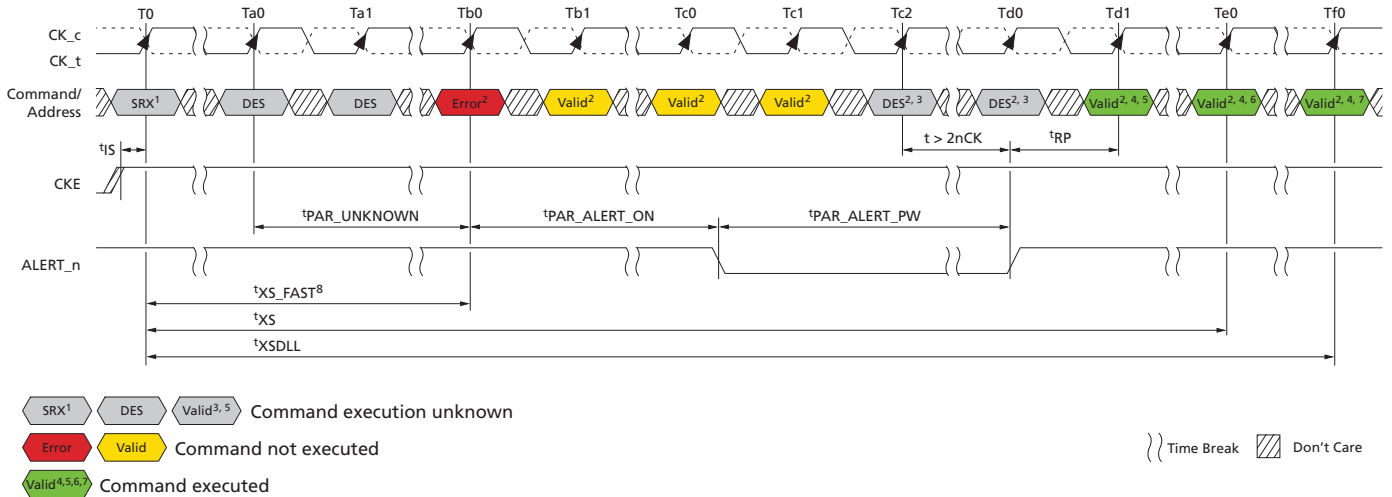 T0 Ta0 Ta1 Tb0 Tb1 Tc0 Tc1 Tc2 Td0 Td1 Te0 Tf0
CK_c
CK_t
Command/
Address
SRX1 DES DES Error2 Valid2 Valid2 Valid2 DES2, 3 DES2, 3 Valid2, 4, 5 Valid2, 4, 6 Valid2, 4, 7
tIS t > 2nCK tRP
CKE
tPAR_UNKNOWN tPAR_ALERT_ON tPAR_ALERT_PW
ALERT_n
tXS_FAST8
tXS
tXSDLL
SRX1 DES Valid3, 5 Command execution unknown
Error Valid Command not executed
Time Break Don't Care
Valid4,5,6,7 Command executed